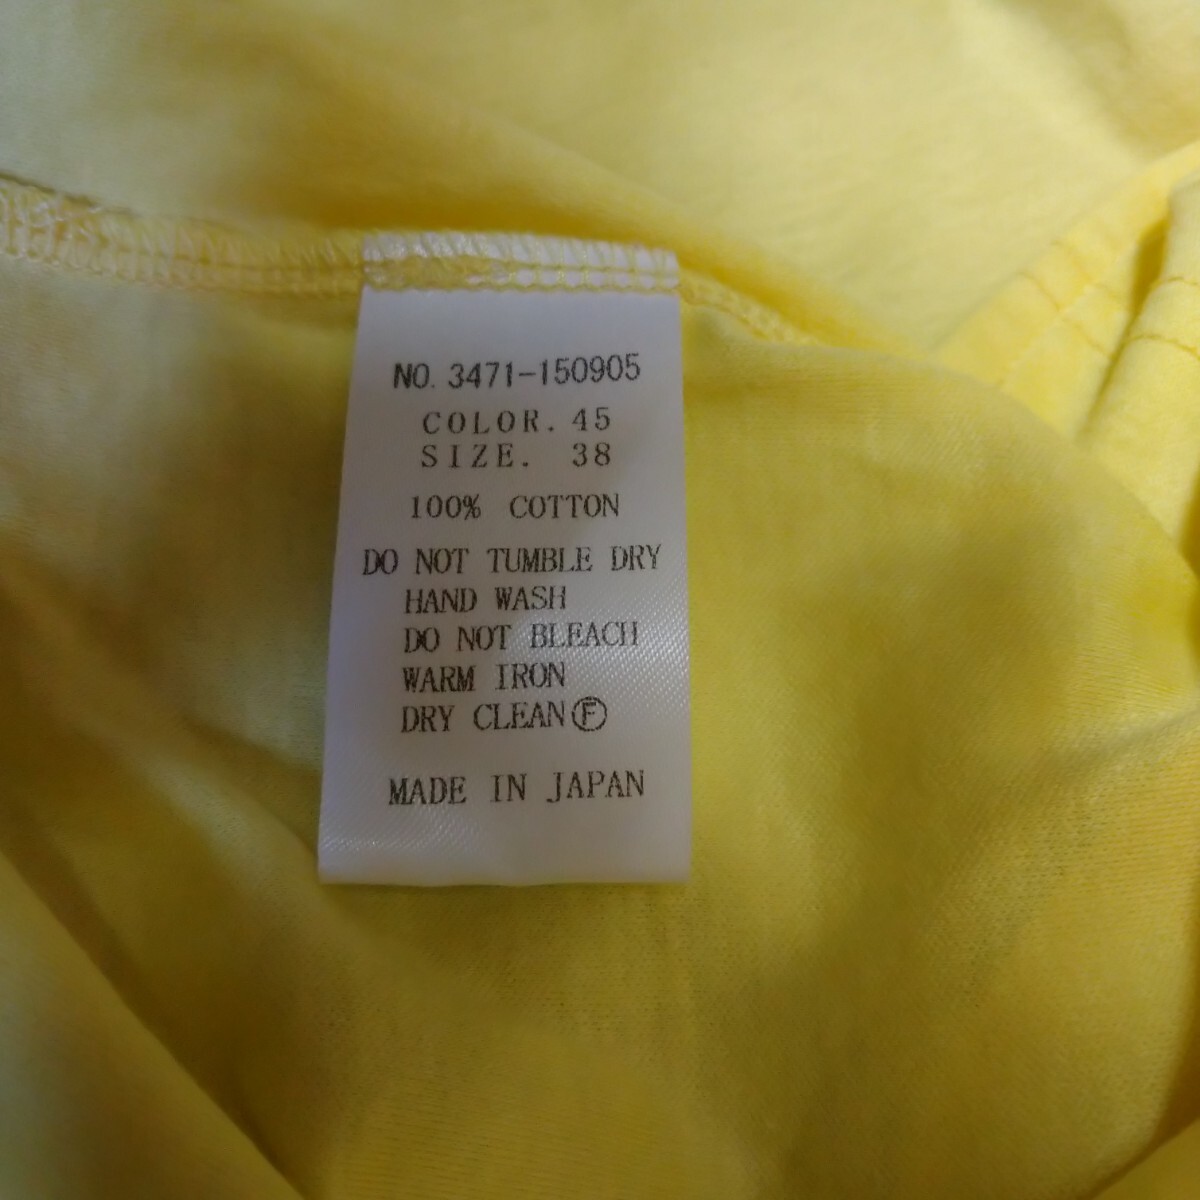 NO. 3471-150905
COLOR. 45
SIZE. 38
100% COTTON
DO NOT TUMBLE DRY
HAND WASH
DO NOT BLEACH
WARM IRON
DRY CLEAN Ⓕ
MADE IN JAPAN